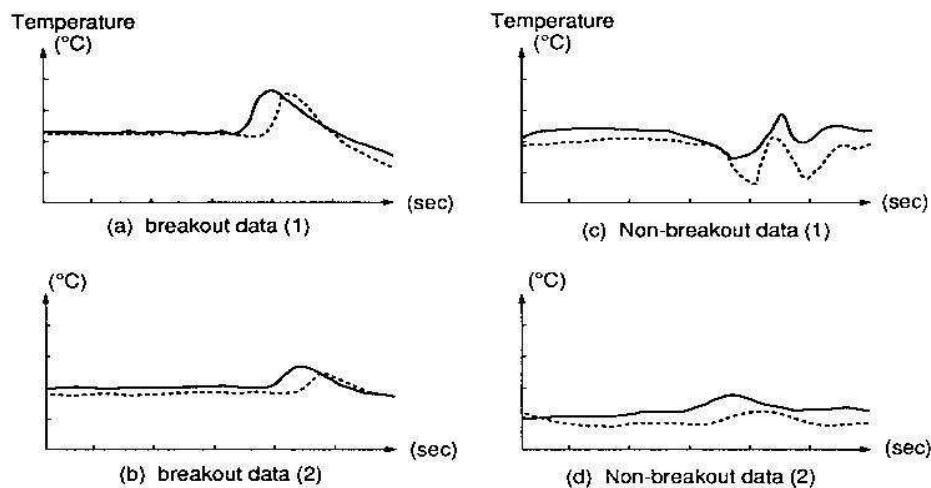 Temperature
(°C)
(sec)
(a) breakout data (1)
Temperature
(°C)
(sec)
(c) Non-breakout data (1)
(°C)
(sec)
(b) breakout data (2)
(°C)
(sec)
(d) Non-breakout data (2)